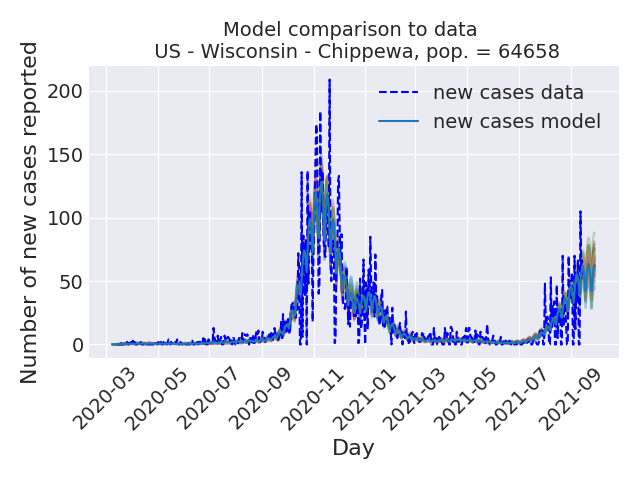 Model comparison to data
US - Wisconsin - Chippewa, pop. = 64658
Number of new cases reported
200
150
100
50
0
new cases data
new cases model
2020-03
2020-05
2020-07
2020-09
2020-11
2021-01
2021-03
2021-05
2021-07
2021-09
Day